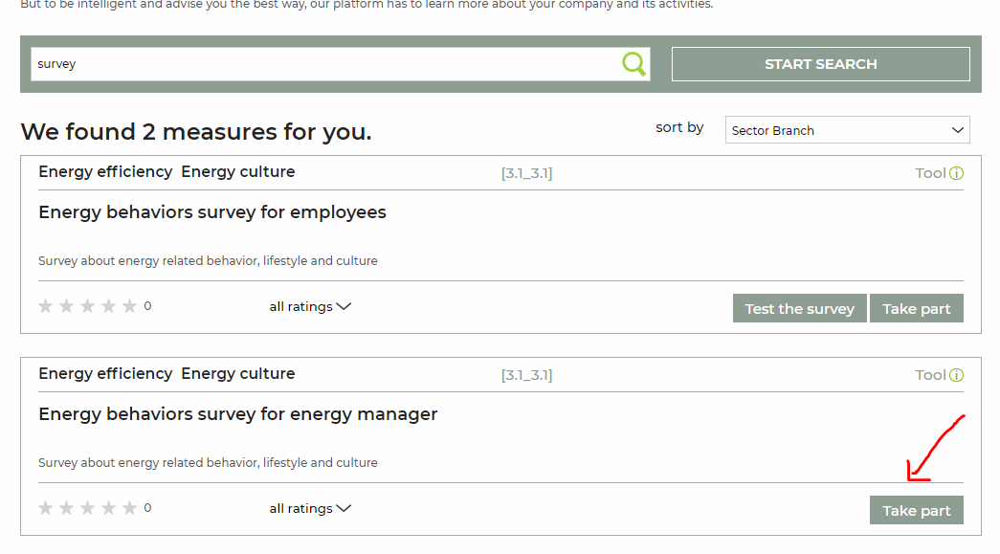 But to be intelligent and advise you the best way, our platform has to learn more about your company and its activities.
survey
START SEARCH
We found 2 measures for you.
sort by
Sector Branch
Energy efficiency Energy culture [3.1_3.1] Tool
Energy behaviors survey for employees
Survey about energy related behavior, lifestyle and culture
0 all ratings Test the survey Take part
Energy efficiency Energy culture [3.1_3.1] Tool
Energy behaviors survey for energy manager
Survey about energy related behavior, lifestyle and culture
0 all ratings Take part